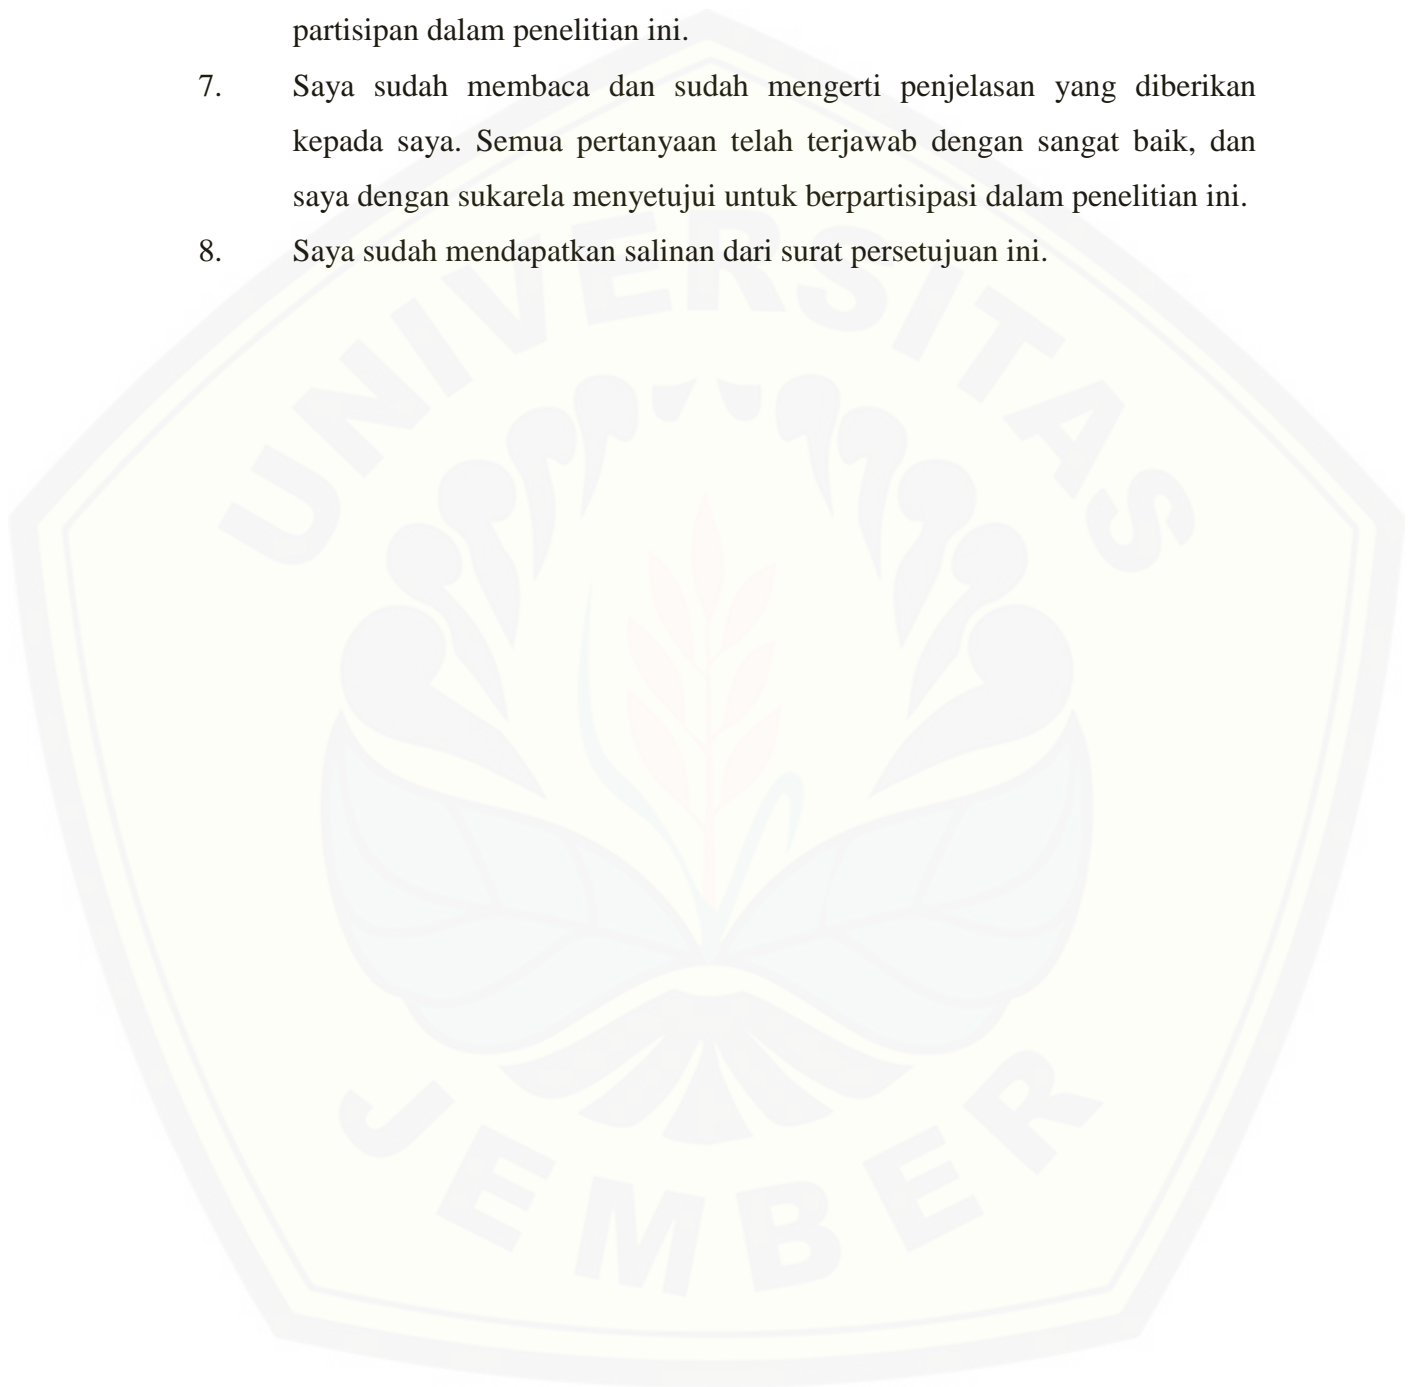 partisipan dalam penelitian ini.
7. Saya sudah membaca dan sudah mengerti penjelasan yang diberikan
kepada saya. Semua pertanyaan telah terjawab dengan sangat baik, dan
saya dengan sukarela menyetujui untuk berpartisipasi dalam penelitian ini.
8. Saya sudah mendapatkan salinan dari surat persetujuan ini.
UNIVERSITAS
JEMBER